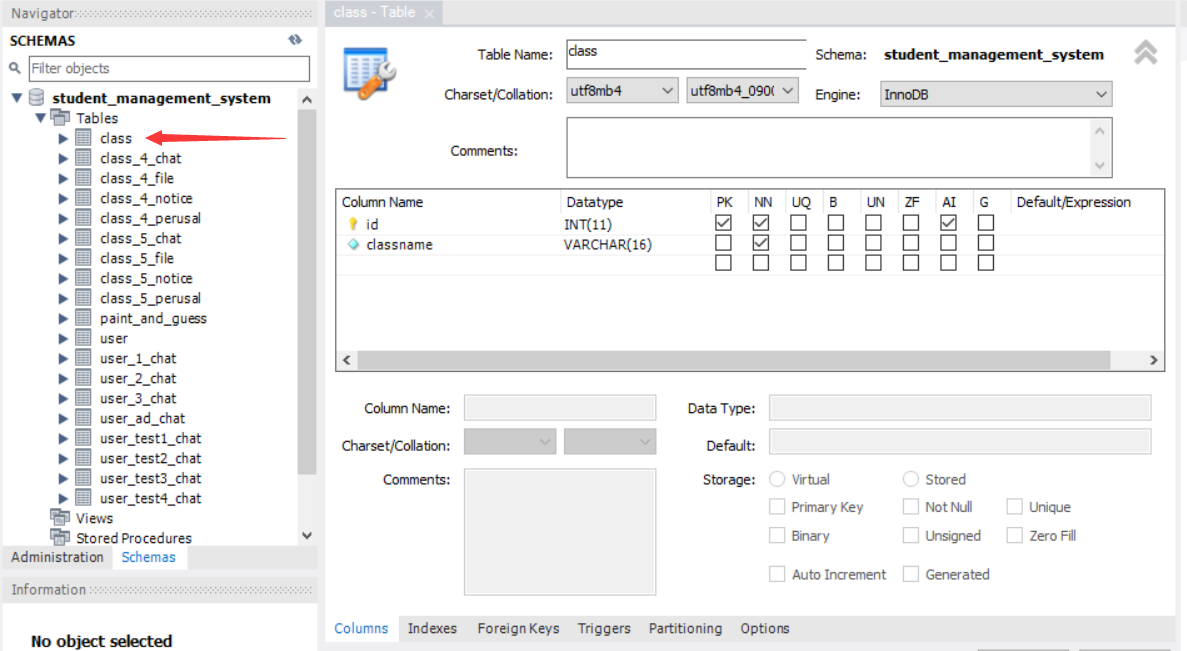 Navigator
SCHEMAS
Filter objects
student_management_system
Tables
class
class_4_chat
class_4_file
class_4_notice
class_4_perusal
class_5_chat
class_5_file
class_5_notice
class_5_perusal
paint_and_guess
user
user_1_chat
user_2_chat
user_3_chat
user_ad_chat
user_test1_chat
user_test2_chat
user_test3_chat
user_test4_chat
Views
Stored Procedures
Administration Schemas
Information
No object selected
class - Table
Table Name: class Schema: student_management_system
Charset/Collation: utf8mb4 utf8mb4_090( Engine: InnoDB
Comments:
Column Name Datatype PK NN UQ B UN ZF AI G Default/Expression
id INT(11)
classname VARCHAR(16)
Column Name: Data Type:
Charset/Collation: Default:
Comments: Storage: Virtual Stored
Primary Key Not Null Unique
Binary Unsigned Zero Fill
Auto Increment Generated
Columns Indexes Foreign Keys Triggers Partitioning Options